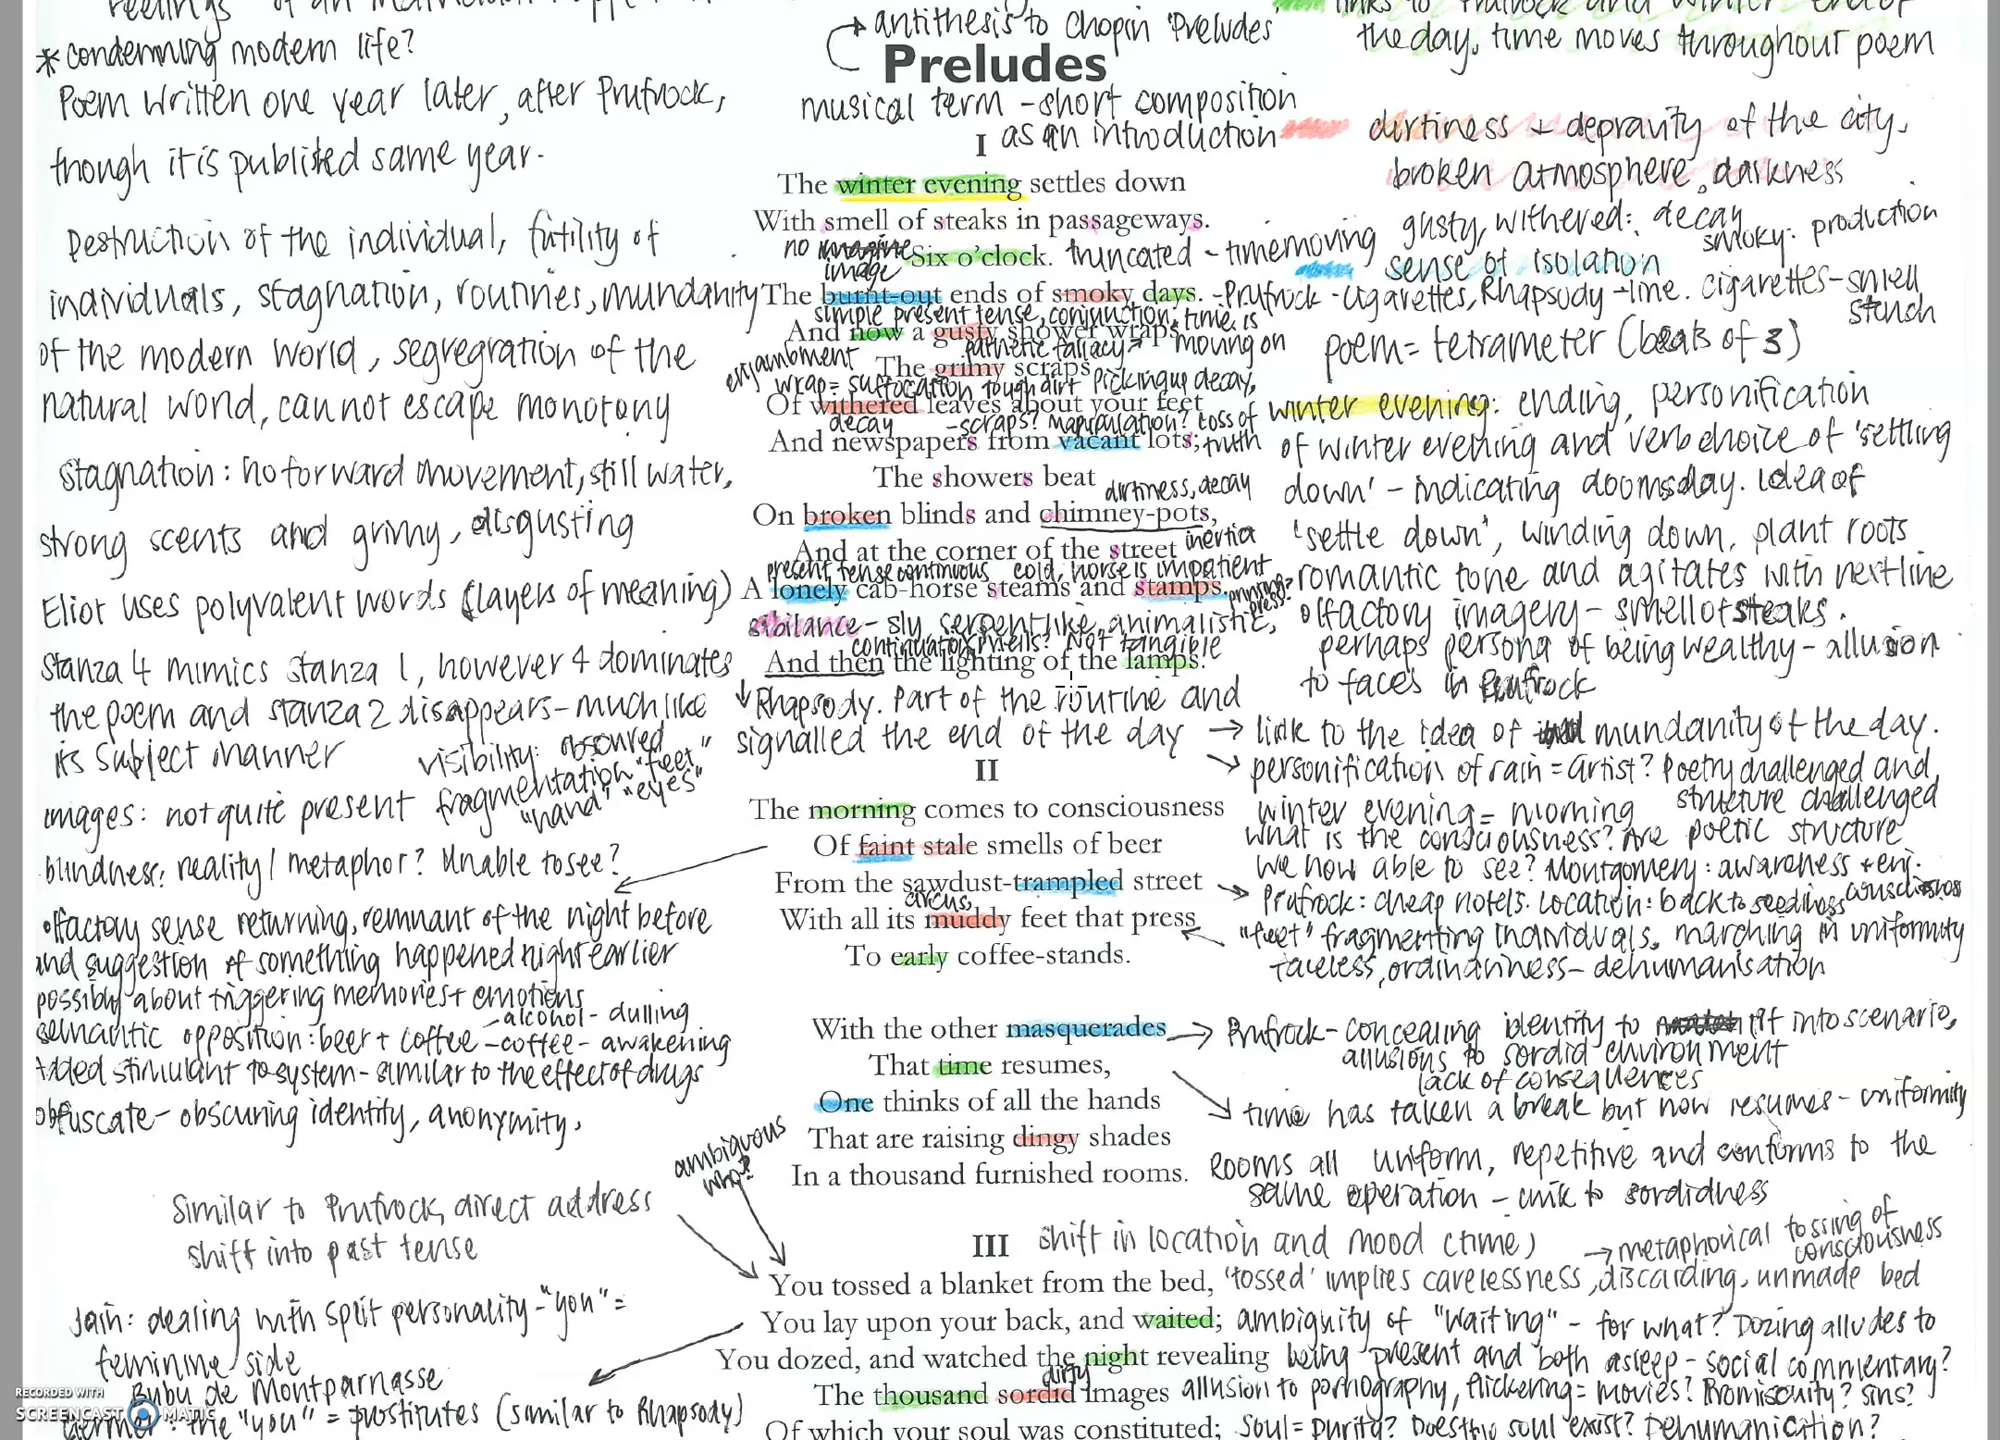 * condemning modern life?
Poem written one year later, after Prufrock,
though it is published same year.
Destruction of the individual, futility of
individuals, stagnation, routines, mundanity
of the modern world, segregration of the
natural world, cannot escape monotony
Stagnation: no forward movement, still water,
strong scents and grimy, disgusting
Eliot uses polyvalent words (layers of meaning)
Stanza 4 mimics stanza 1, however 4 dominates
the poem and stanza 2 disappears - much like
its subject manner
visibility: obscured
images: not quite present fragmentation "feet"
"hand" "eyes"
blindness: reality / metaphor? Unable to see?
olfactory sense returning, remnant of the night before
and suggestion of something happened night earlier
possibly about triggering memories + emotions
semantic opposition: beer + coffee - alcohol - dulling
- coffee - awakening
Added stimulant to system - similar to the effect of drugs
obfuscate - obscuring identity, anonymity,
ambiguous
who?
Similar to Prufrock, direct address
shift into past tense
Jain: dealing with split personality - "you" =
feminine side
Bubu de Montparnasse
the "you" = prostitutes (similar to Rhapsody)
RECORDED WITH
SCREENCAST MATIC
antithesis to Chopin 'Preludes'
Preludes
musical term - short composition
as an introduction
I
The winter evening settles down
With smell of steaks in passageways.
no image
Six o'clock. truncated - time moving
The burnt-out ends of smoky days. - Prufrock - cigarettes, Rhapsody - line.
simple present tense, conjunction; time is
moving on
And now a gusty shower wraps
enjambment
pathetic fallacy
The grimy scraps
wrap = suffocation
Of withered leaves about your feet
decay
- scraps? manipulation? loss of
truth
And newspapers from vacant lots;
The showers beat
dirtiness, decay
On broken blinds and chimney-pots,
And at the corner of the street
inertia
present tense continuous cold, horse is impatient
A lonely cab-horse steams and stamps.
printing press?
sibilance - sly, serpentlike, animalistic,
Not tangible
And then the lighting of the lamps.
Rhapsody. Part of the routine and
signalled the end of the day
II
The morning comes to consciousness
Of faint stale smells of beer
From the sawdust-trampled street
circus
With all its muddy feet that press
To early coffee-stands.
With the other masquerades
That time resumes,
One thinks of all the hands
That are raising dingy shades
In a thousand furnished rooms.
III shift in location and mood (time)
You tossed a blanket from the bed,
You lay upon your back, and waited;
You dozed, and watched the night revealing
dirty
The thousand sordid images
Of which your soul was constituted;
links to Prufrock and winter end of
the day, time moves throughout poem
dirtiness + depravity of the city,
broken atmosphere, darkness
gusty, withered: decay
smoky: production
sense of isolation
cigarettes - smell
stench
poem = tetrameter (beats of 3)
winter evening: ending, personification
of winter evening and verb choice of 'settling
down' - indicating doomsday. Idea of
'settle down', winding down, plant roots
romantic tone and agitates with next line
olfactory imagery - smell of steaks.
perhaps persona of being wealthy - allusion
to faces in Prufrock
link to the idea of mundanity of the day.
personification of rain = artist? Poetry challenged and
structure challenged
winter evening = morning
what is the consciousness? Are poetic structure
We now able to see? Montgomery: awareness +
Prufrock: cheap hotels. Location: back to seediness
"feet" fragmenting individuals, marching in uniformity
faceless, ordinariness - dehumanisation
Prufrock - concealing identity to fit into scenario,
allusions to sordid environment
lack of consequences
time has taken a break but now resumes - uniformity
Rooms all uniform, repetitive and conforms to the
same operation - link to sordidness
metaphorical tossing of
consciousness
'tossed' implies carelessness, discarding, unmade bed
ambiguity of "waiting" - for what? Dozing alludes to
being present and both asleep - social commentary?
allusion to pornography, flickering = movies? Promiscuity? Sins?
Soul = purity? Does the soul exist? Dehumanication?